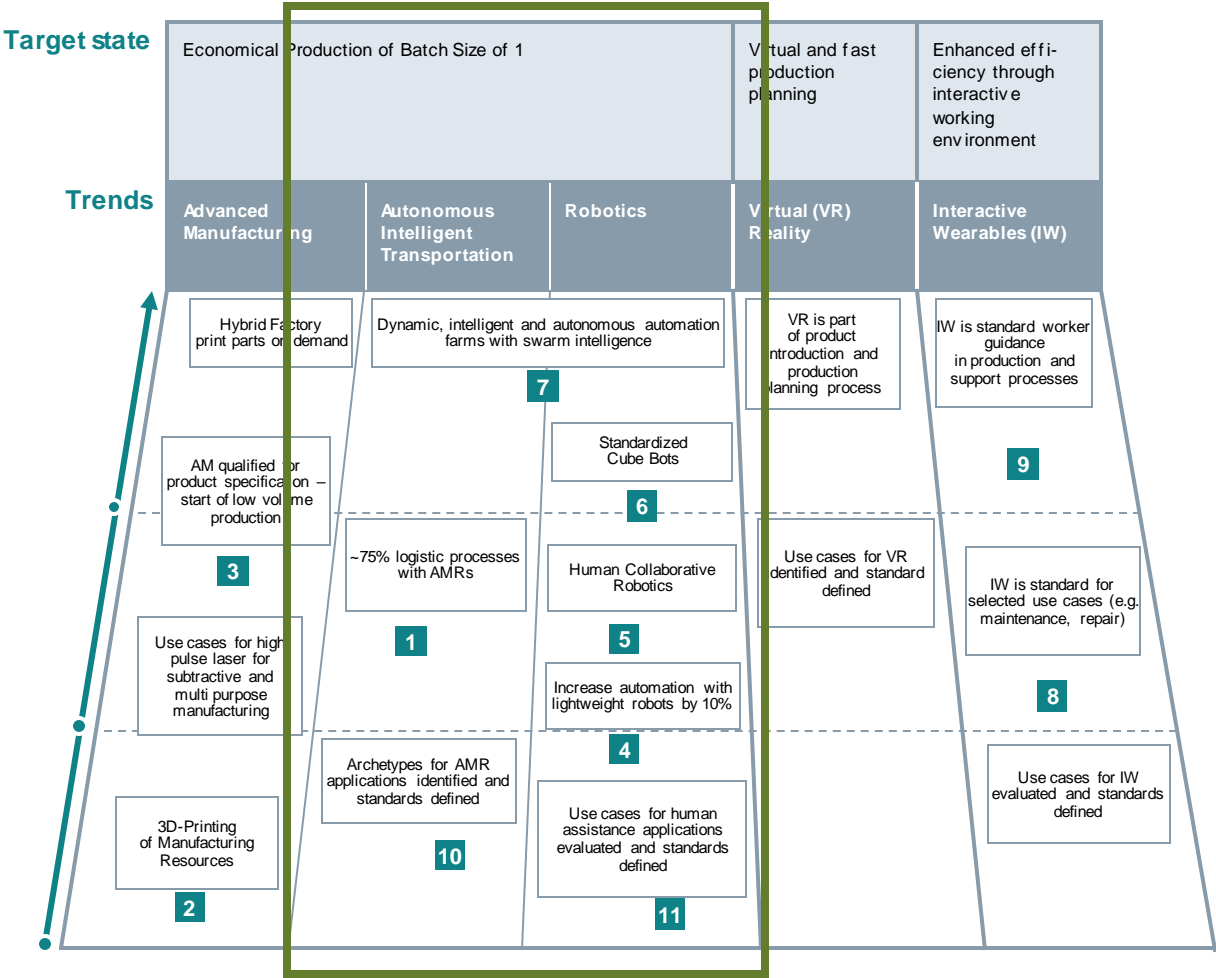 Target state
Economical Production of Batch Size of 1
Virtual and fast
production
planning
Enhanced effi-
ciency through
interactive
working
environment
Trends
Advanced
Manufacturing
Autonomous
Intelligent
Transportation
Robotics
Virtual (VR)
Reality
Interactive
Wearables (IW)
Hybrid Factory
print parts on demand
Dynamic, intelligent and autonomous automation
farms with swarm intelligence
7
VR is part
of product
introduction and
production
planning process
IW is standard worker
guidance
in production and
support processes
AM qualified for
product specification –
start of low volume
production
3
Standardized
Cube Bots
6
9
~75% logistic processes
with AMRs
1
Human Collaborative
Robotics
5
Use cases for VR
identified and standard
defined
IW is standard for
selected use cases (e.g.
maintenance, repair)
8
Use cases for high
pulse laser for
subtractive and
multi purpose
manufacturing
Increase automation with
lightweight robots by 10%
4
Archetypes for AMR
applications identified and
standards defined
10
Use cases for human
assistance applications
evaluated and standards
defined
11
Use cases for IW
evaluated and standards
defined
3D-Printing
of Manufacturing
Resources
2